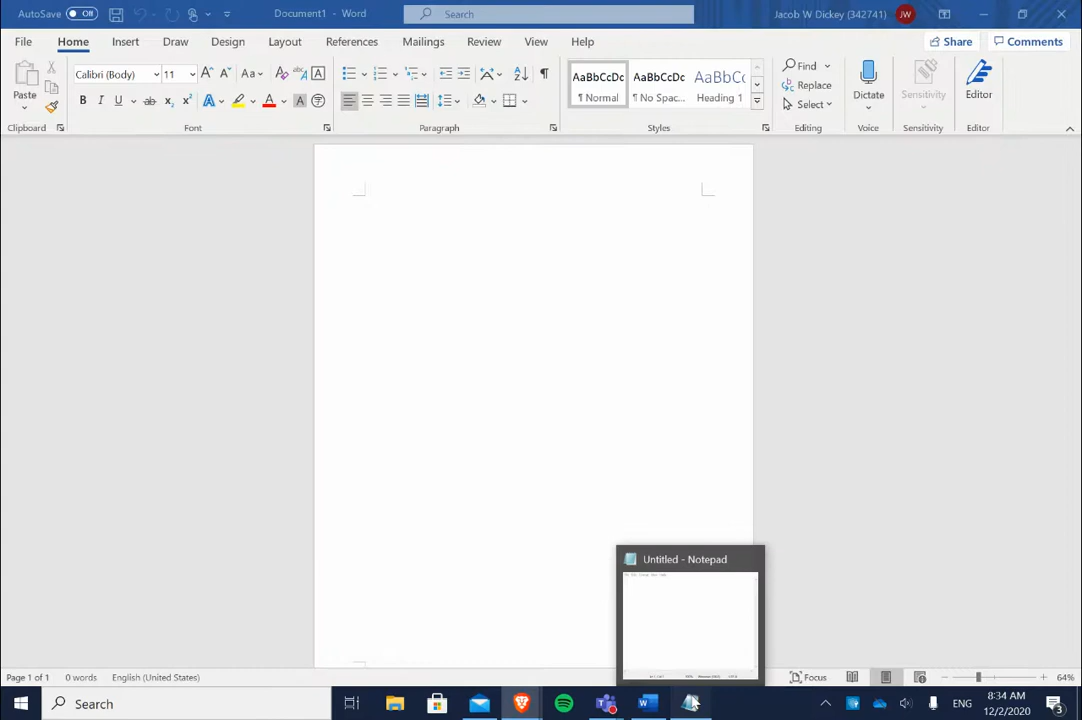 AutoSave Off Document1 - Word Search Jacob W Dickey (342741) JW
File Home Insert Draw Design Layout References Mailings Review View Help Share Comments
Paste Calibri (Body) 11 Aa AaBbCcDc AaBbCcDc AaBbCc Find Replace Select Dictate Sensitivity Editor
¶ Normal ¶ No Spac... Heading 1
Clipboard Font Paragraph Styles Editing Voice Sensitivity Editor
Untitled - Notepad
Page 1 of 1 0 words English (United States) Focus 64%
Search ENG 8:34 AM
12/2/2020 3